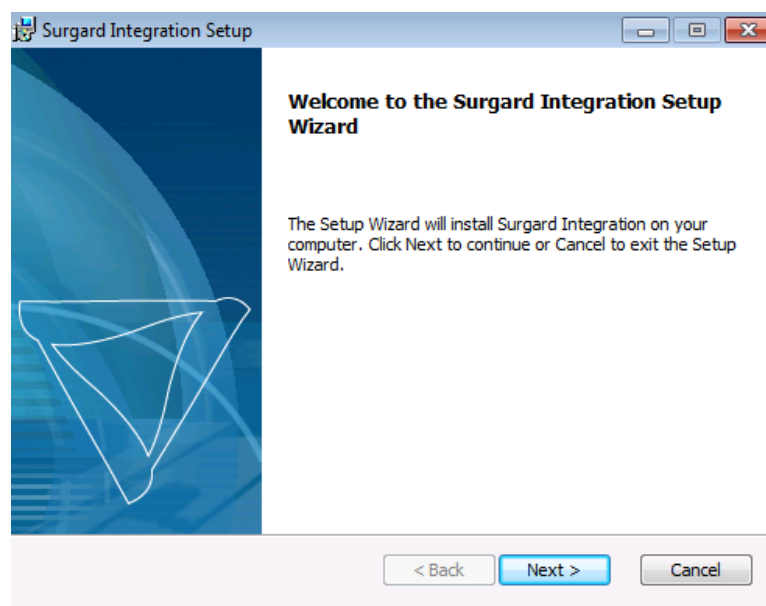 Surgard Integration Setup
Welcome to the Surgard Integration Setup
Wizard
The Setup Wizard will install Surgard Integration on your
computer. Click Next to continue or Cancel to exit the Setup
Wizard.
< Back Next > Cancel